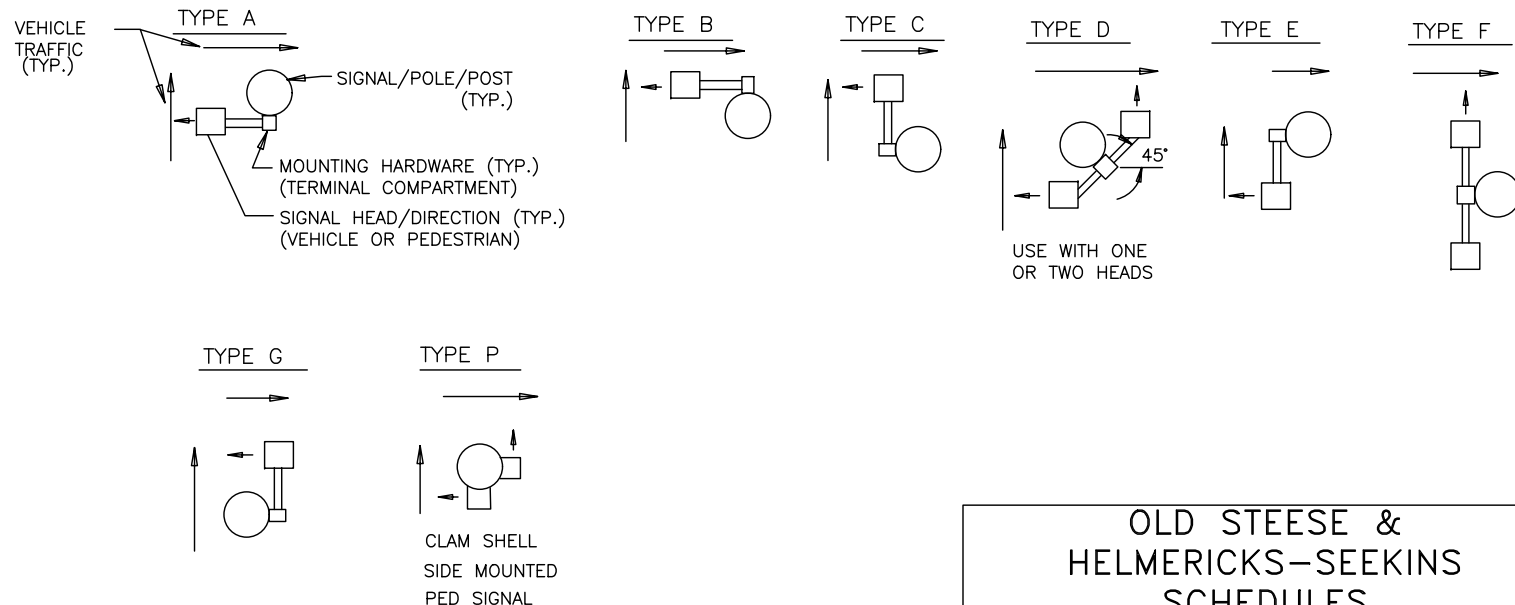 TYPE A
VEHICLE
TRAFFIC
(TYP.)
SIGNAL/POLE/POST
(TYP.)
MOUNTING HARDWARE (TYP.)
(TERMINAL COMPARTMENT)
SIGNAL HEAD/DIRECTION (TYP.)
(VEHICLE OR PEDESTRIAN)
TYPE B
TYPE C
TYPE D
45°
USE WITH ONE
OR TWO HEADS
TYPE E
TYPE F
TYPE G
TYPE P
CLAM SHELL
SIDE MOUNTED
PED SIGNAL
OLD STEESE &
HELMERICKS-SEEKINS
SCHEDULES